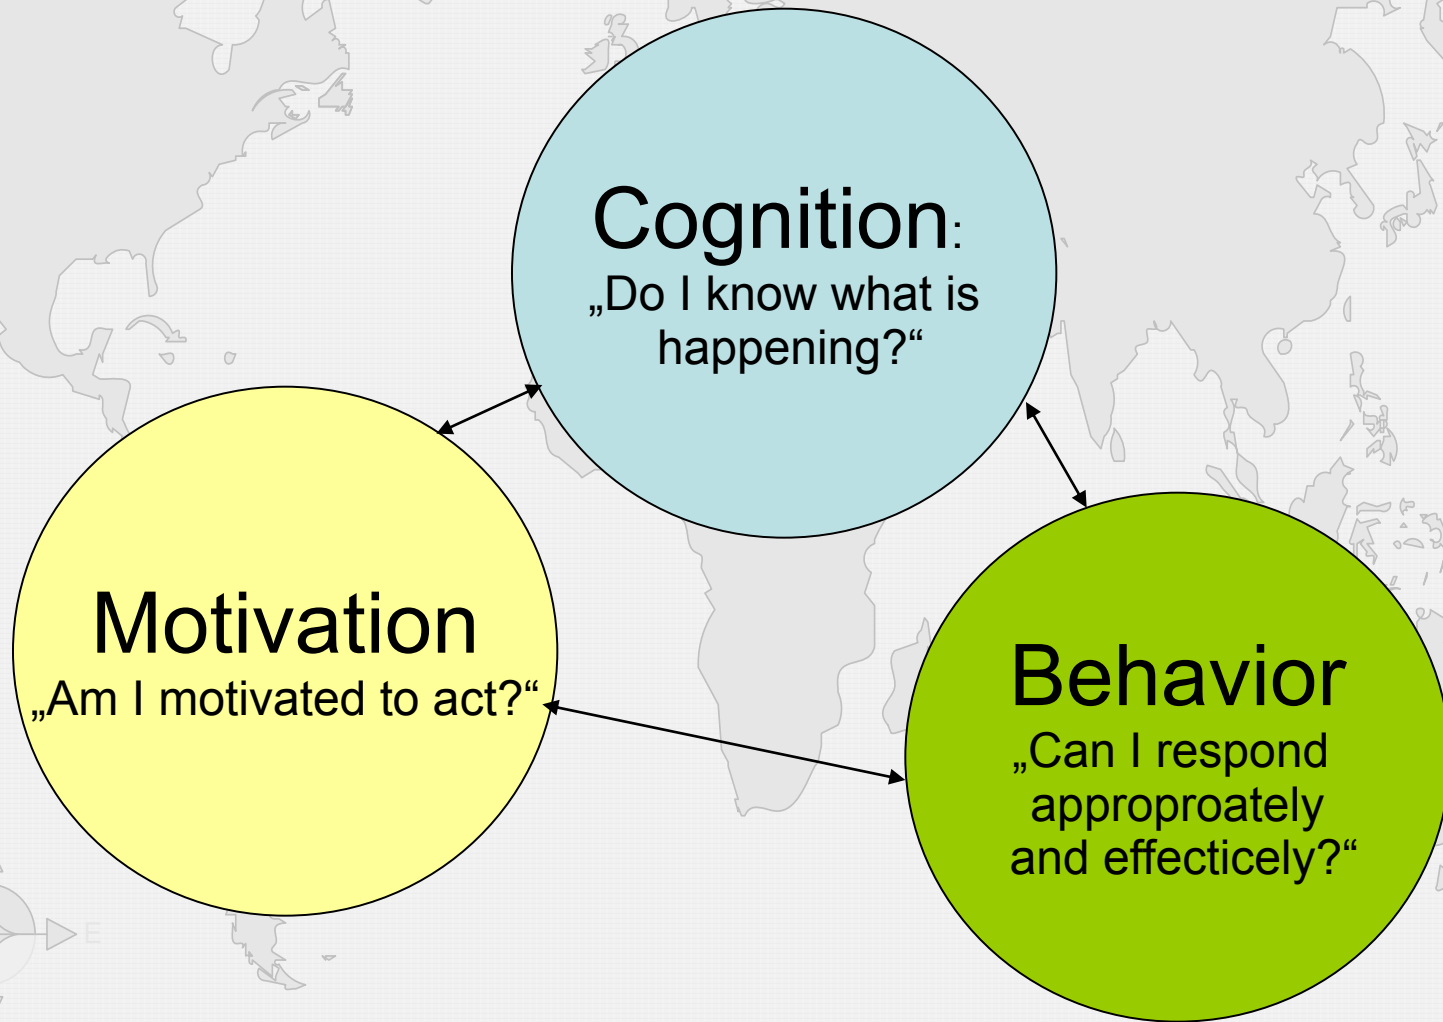 Cognition:
„Do I know what is
happening?“
Motivation
„Am I motivated to act?“
Behavior
„Can I respond
approproately
and effecticely?“
E